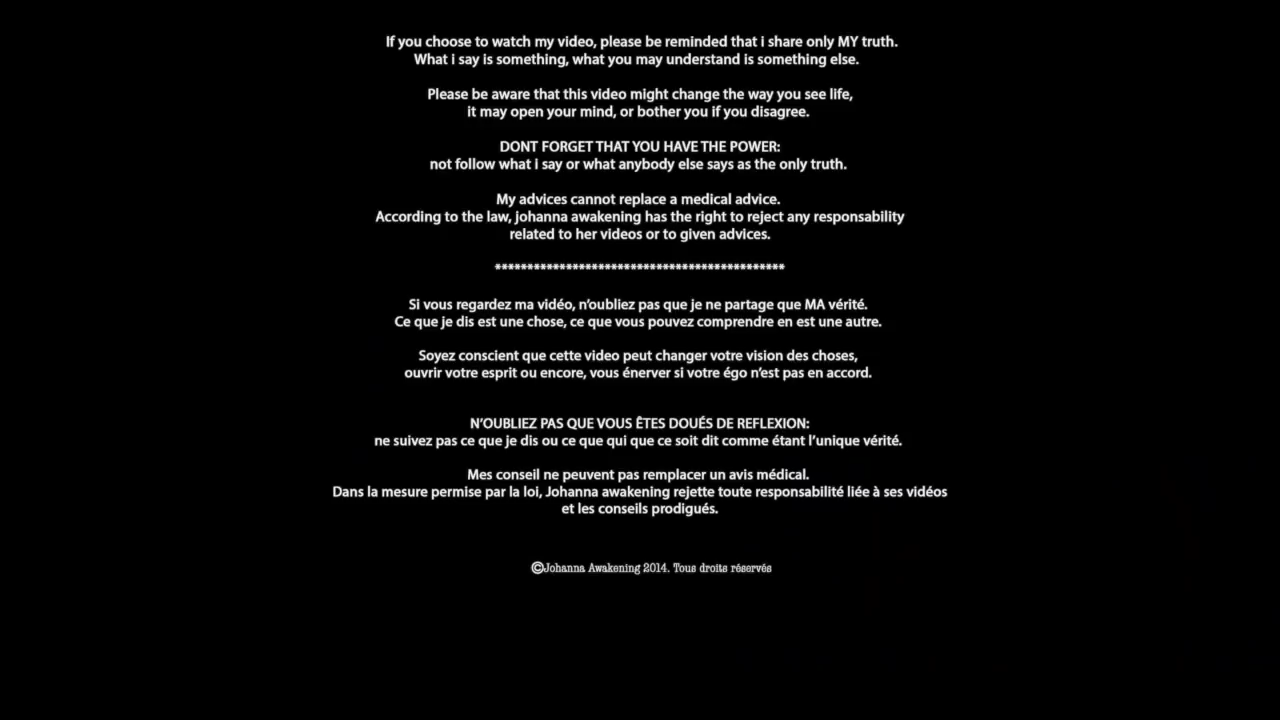 If you choose to watch my video, please be reminded that i share only MY truth.
What i say is something, what you may understand is something else.
Please be aware that this video might change the way you see life,
it may open your mind, or bother you if you disagree.
DONT FORGET THAT YOU HAVE THE POWER:
not follow what i say or what anybody else says as the only truth.
My advices cannot replace a medical advice.
According to the law, johanna awakening has the right to reject any responsability
related to her videos or to given advices.
*********************************************
Si vous regardez ma vidéo, n'oubliez pas que je ne partage que MA vérité.
Ce que je dis est une chose, ce que vous pouvez comprendre en est une autre.
Soyez conscient que cette video peut changer votre vision des choses,
ouvrir votre esprit ou encore, vous énerver si votre égo n'est pas en accord.
N'OUBLIEZ PAS QUE VOUS ÊTES DOUÉS DE REFLEXION:
ne suivez pas ce que je dis ou ce que qui que ce soit dit comme étant l'unique vérité.
Mes conseil ne peuvent pas remplacer un avis médical.
Dans la mesure permise par la loi, Johanna awakening rejette toute responsabilité liée à ses vidéos
et les conseils prodigués.
©Johanna Awakening 2014. Tous droits réservés